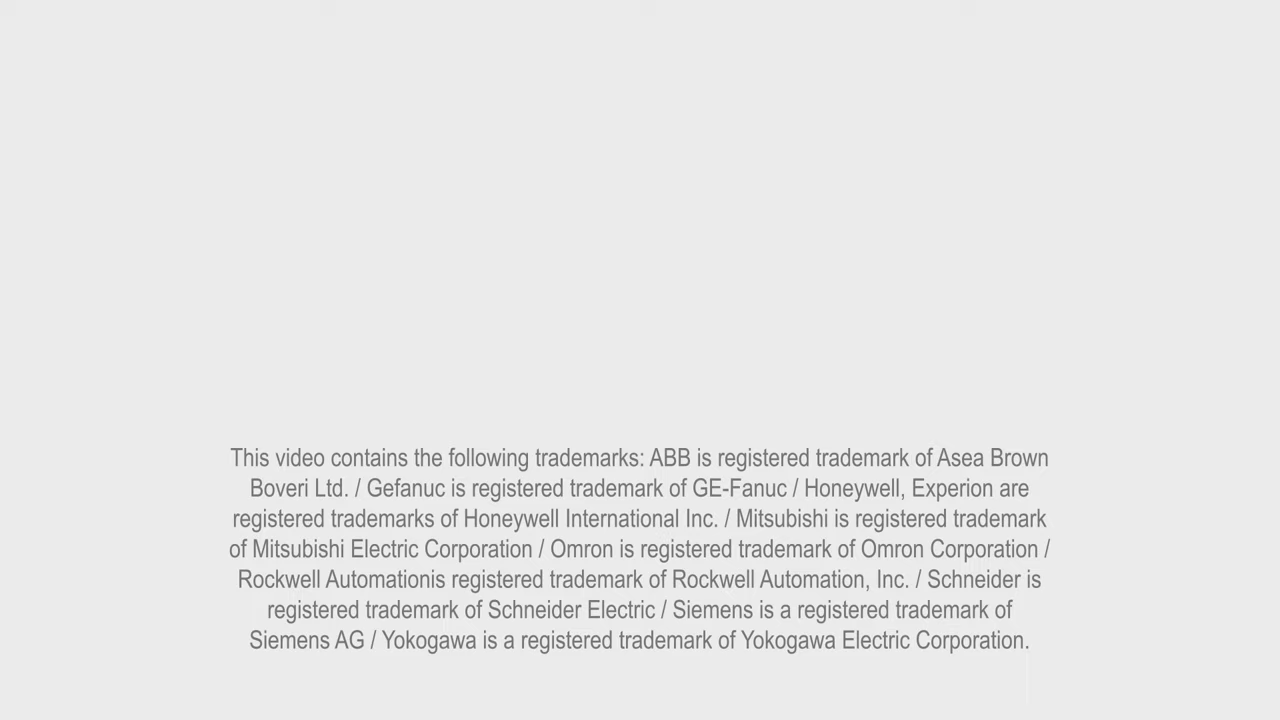 This video contains the following trademarks: ABB is registered trademark of Asea Brown
Boveri Ltd. / Gefanuc is registered trademark of GE-Fanuc / Honeywell, Experion are
registered trademarks of Honeywell International Inc. / Mitsubishi is registered trademark
of Mitsubishi Electric Corporation / Omron is registered trademark of Omron Corporation /
Rockwell Automationis registered trademark of Rockwell Automation, Inc. / Schneider is
registered trademark of Schneider Electric / Siemens is a registered trademark of
Siemens AG / Yokogawa is a registered trademark of Yokogawa Electric Corporation.